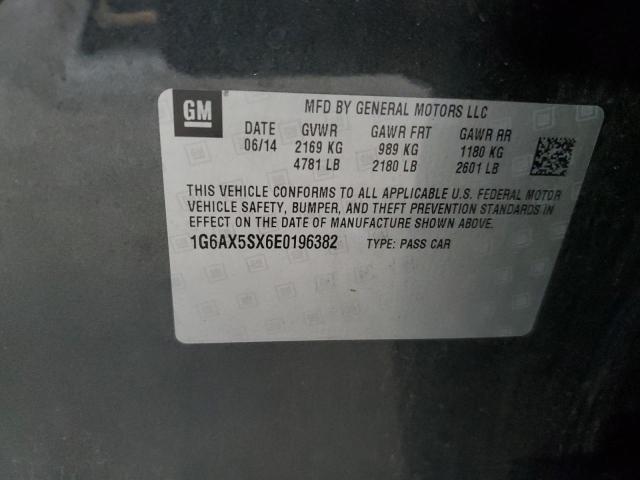 GM
MFD BY GENERAL MOTORS LLC
DATE GVWR GAWR FRT GAWR RR
06/14 2169 KG 989 KG 1180 KG
4781 LB 2180 LB 2601 LB
THIS VEHICLE CONFORMS TO ALL APPLICABLE U.S. FEDERAL MOTOR
VEHICLE SAFETY, BUMPER, AND THEFT PREVENTION STANDARDS IN
EFFECT ON THE DATE OF MANUFACTURE SHOWN ABOVE.
1G6AX5SX6E0196382 TYPE: PASS CAR